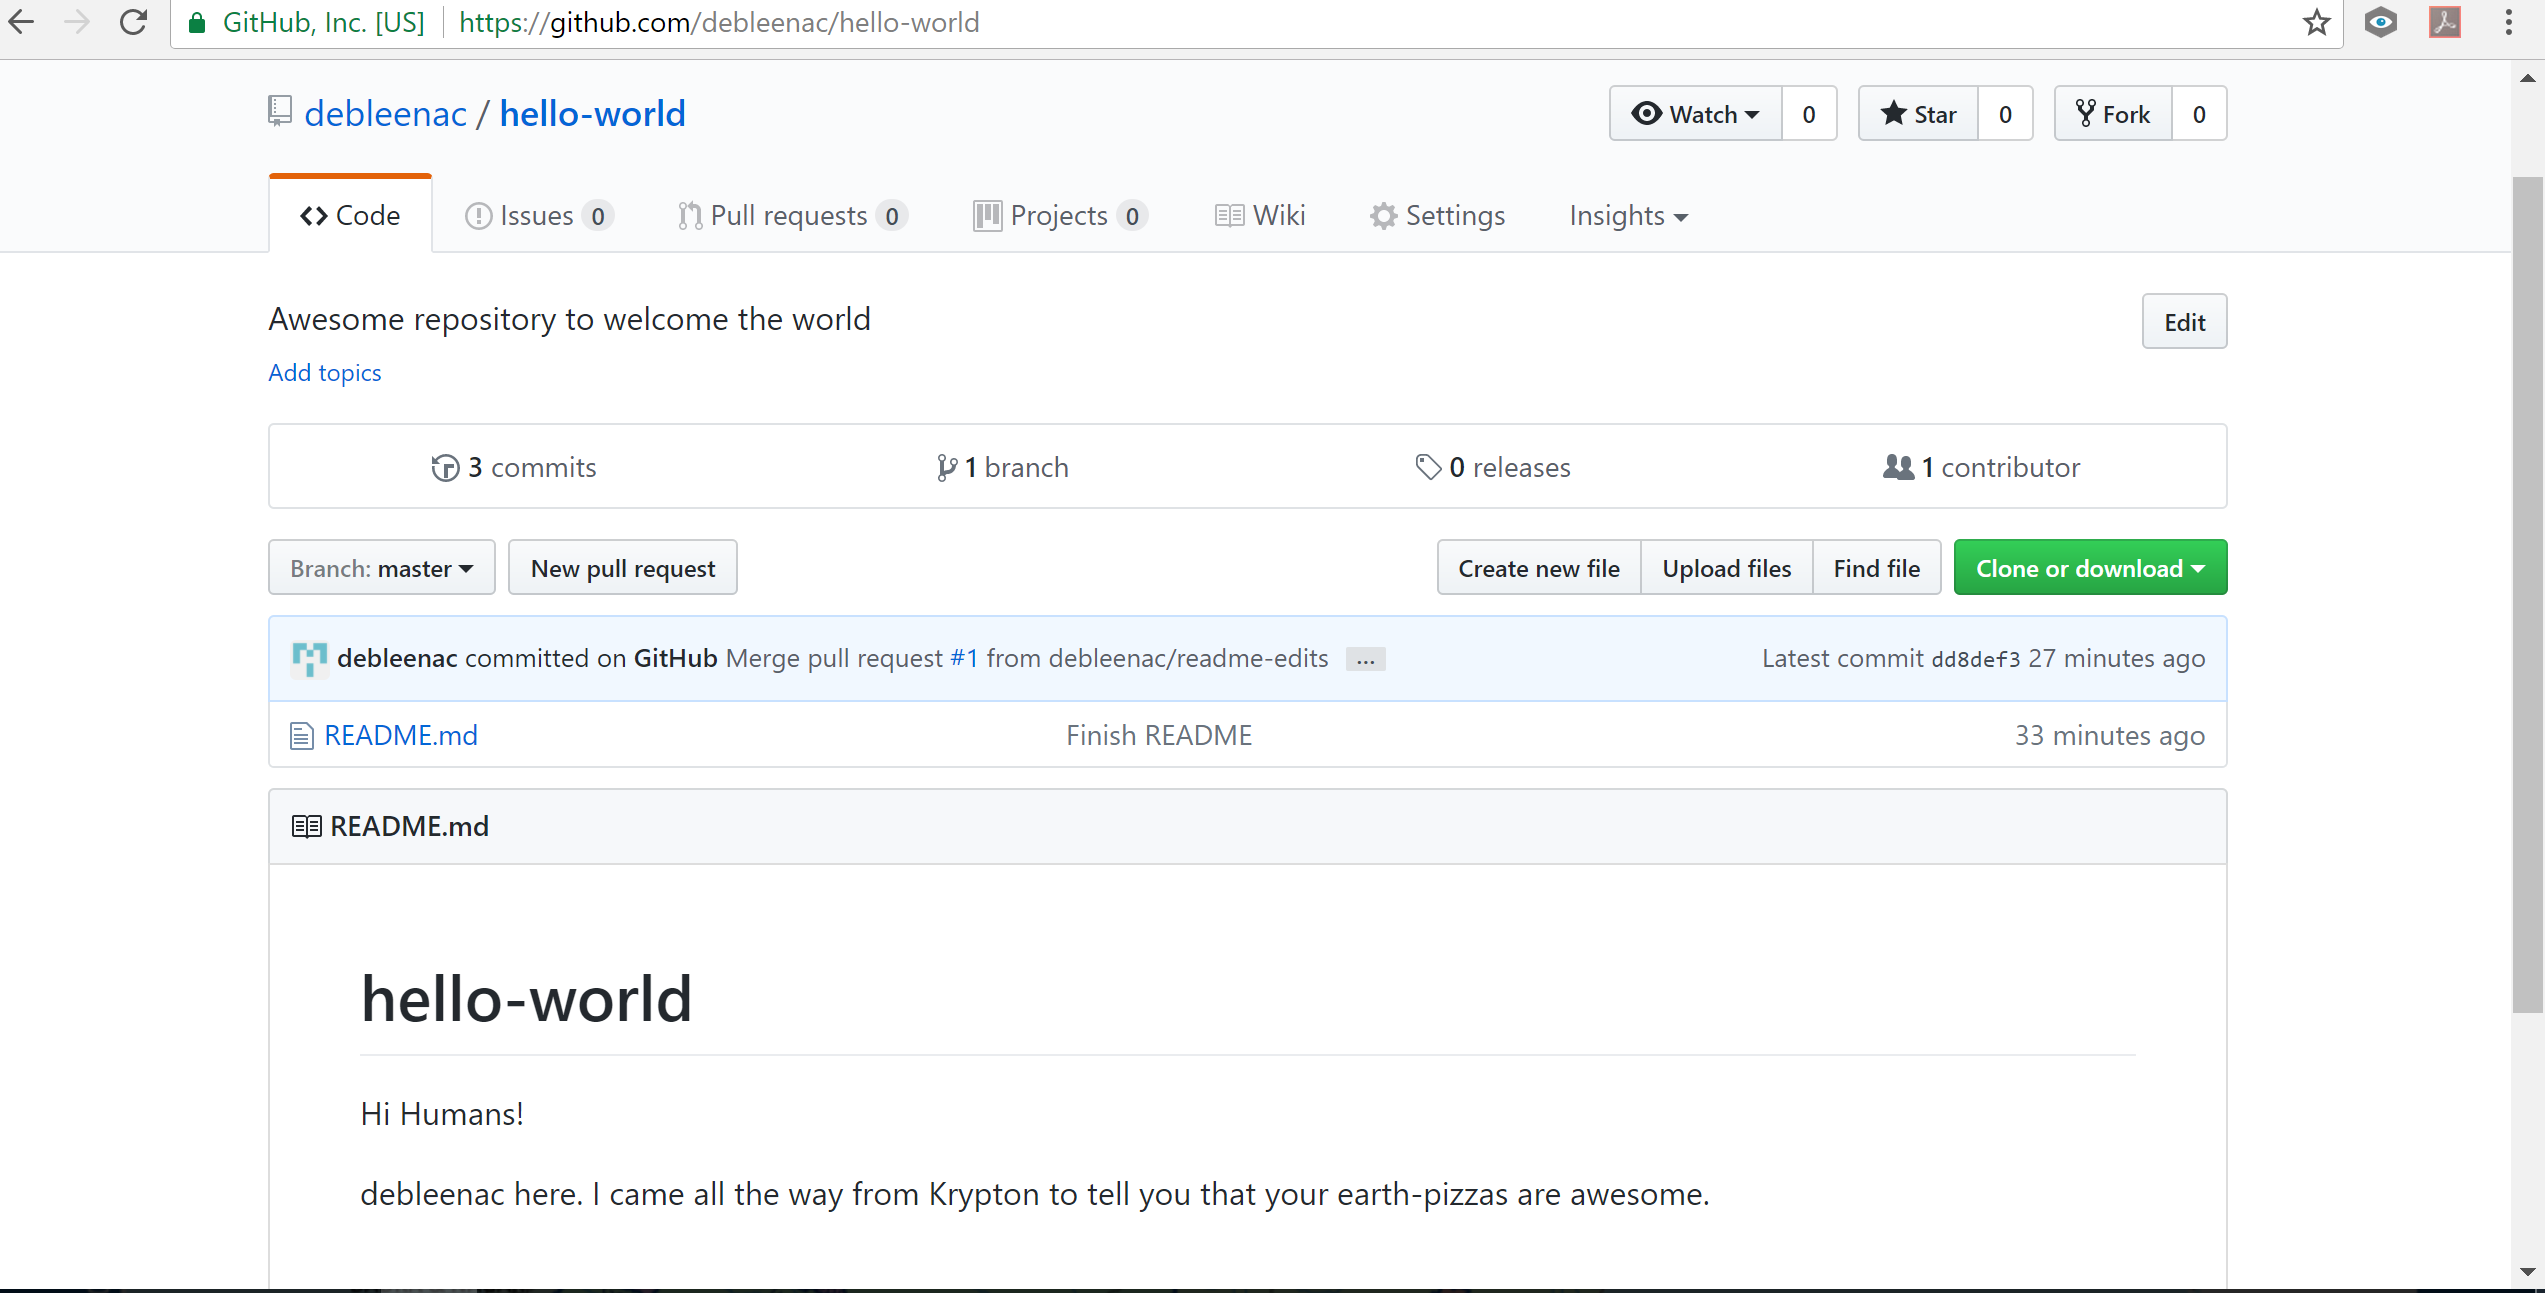 GitHub, Inc. [US] https://github.com/debleenac/hello-world
debleenac / hello-world Watch 0 Star 0 Fork 0
Code Issues 0 Pull requests 0 Projects 0 Wiki Settings Insights
Awesome repository to welcome the world Edit
Add topics
3 commits 1 branch 0 releases 1 contributor
Branch: master New pull request Create new file Upload files Find file Clone or download
debleenac committed on GitHub Merge pull request #1 from debleenac/readme-edits ... Latest commit dd8def3 27 minutes ago
README.md Finish README 33 minutes ago
README.md
hello-world
Hi Humans!
debleenac here. I came all the way from Krypton to tell you that your earth-pizzas are awesome.